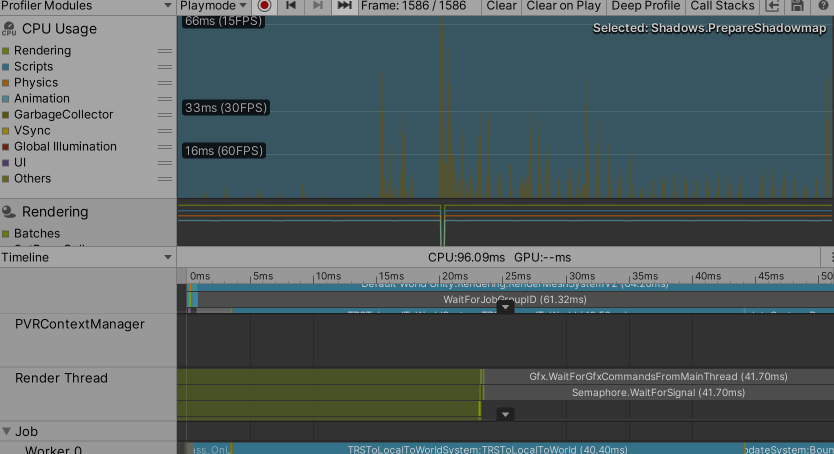 Profiler Modules
Playmode
Frame: 1586 / 1586
Clear
Clear on Play
Deep Profile
Call Stacks
CPU Usage
CPU
66ms (15FPS)
Selected: Shadows.PrepareShadowmap
Rendering
Scripts
Physics
Animation
33ms (30FPS)
GarbageCollector
VSync
Global Illumination
16ms (60FPS)
UI
Others
Rendering
Batches
Timeline
CPU:96.09ms GPU:--ms
0ms
5ms
10ms
15ms
20ms
25ms
30ms
35ms
40ms
45ms
WaitForJobGroupID (61.32ms)
PVRContextManager
Render Thread
Gfx.WaitForGfxCommandsFromMainThread (41.70ms)
Semaphore.WaitForSignal (41.70ms)
Job
Worker 0
TRSToLocalToWorldSystem:TRSToLocalToWorld (40.40ms)